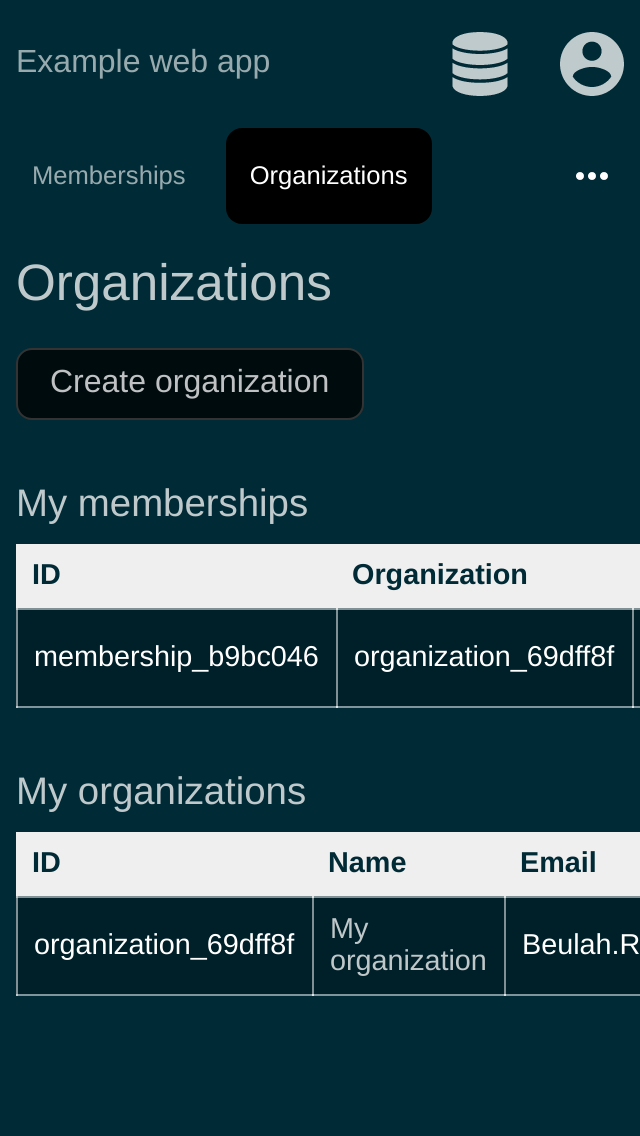 Example web app
Memberships Organizations
Organizations
Create organization
My memberships
ID Organization
membership_b9bc046 organization_69dff8f
My organizations
ID Name Email
organization_69dff8f My organization Beulah.R